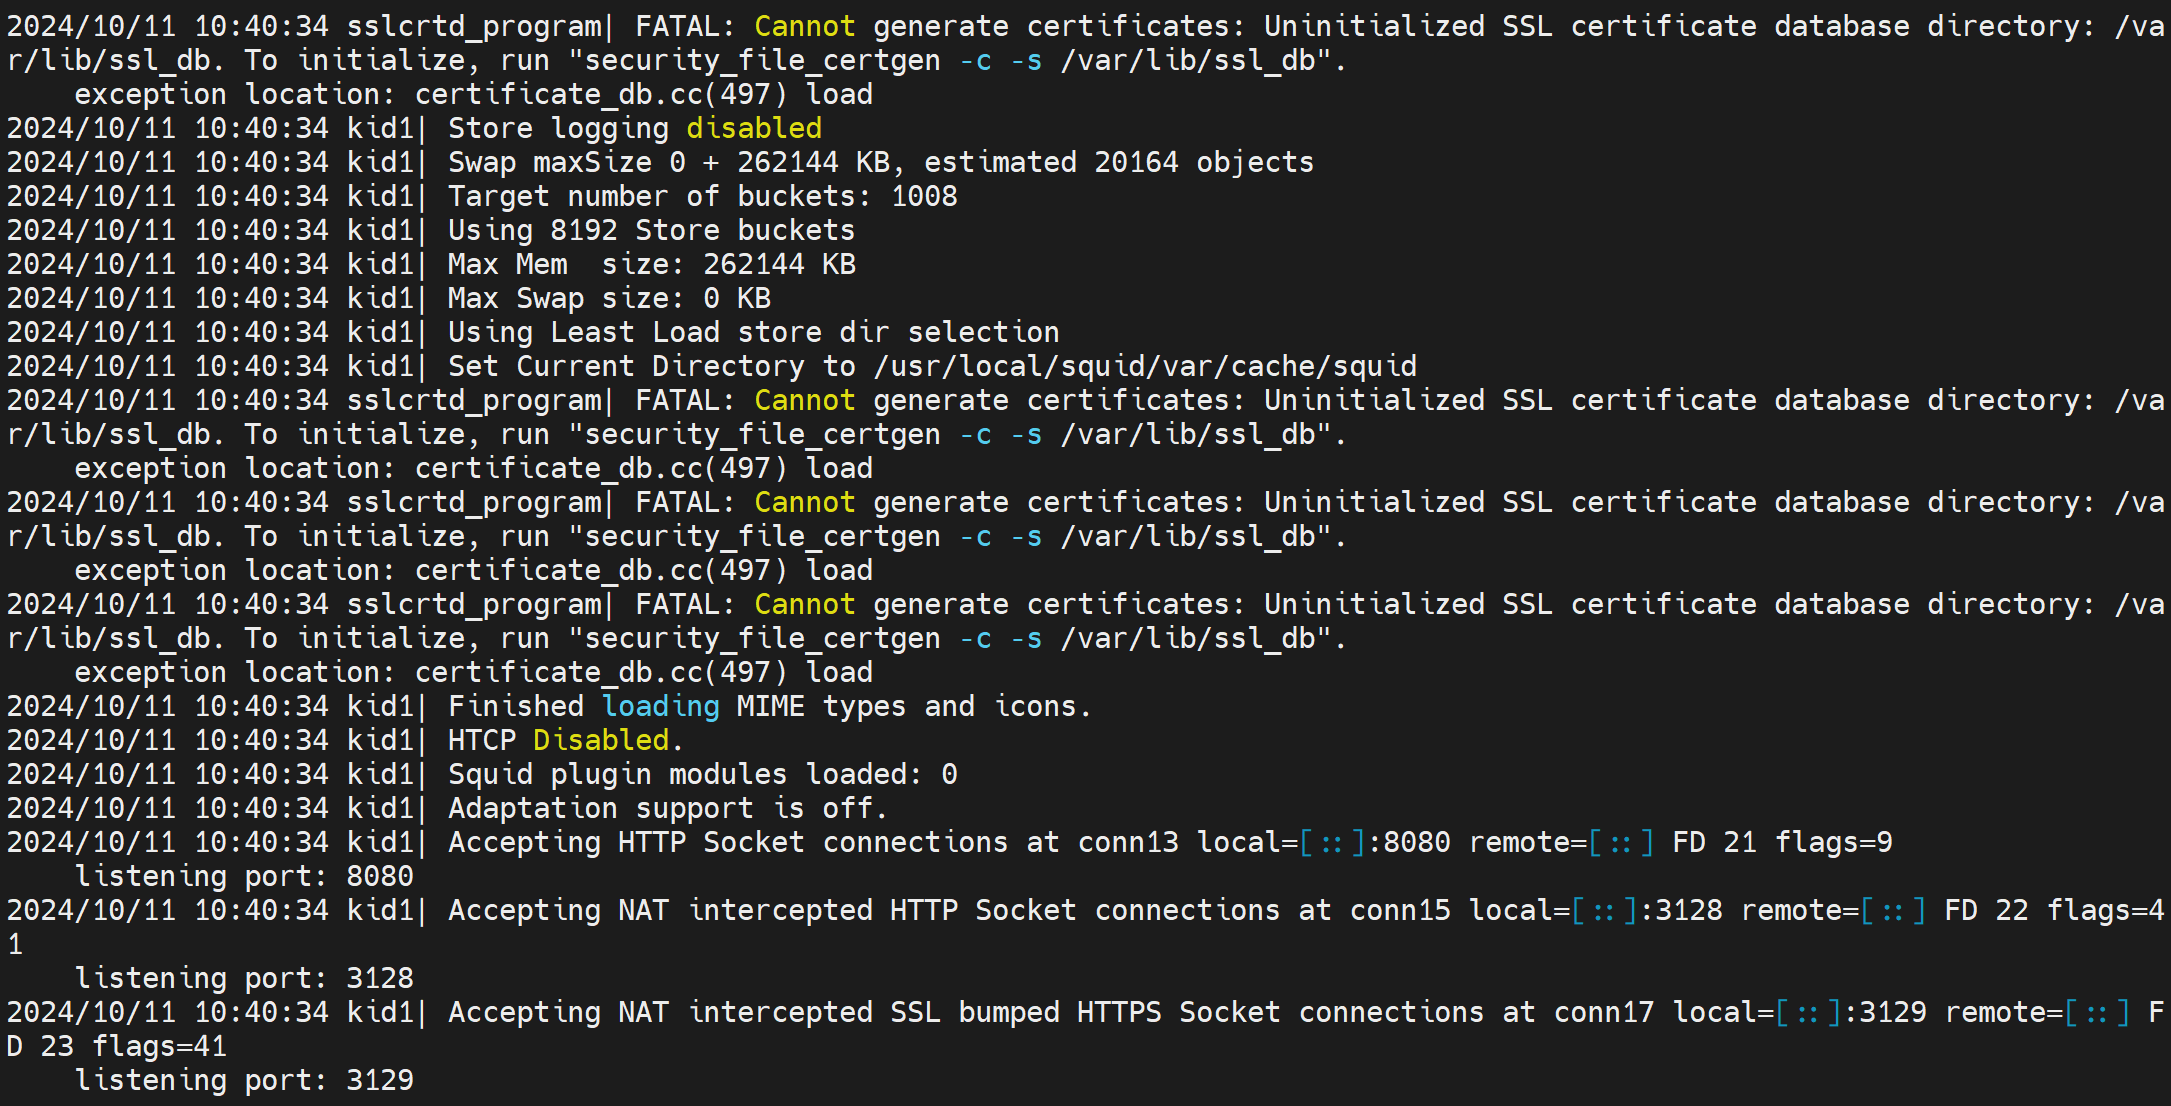 2024/10/11 10:40:34 sslcrtd_program| FATAL: Cannot generate certificates: Uninitialized SSL certificate database directory: /va
r/lib/ssl_db. To initialize, run "security_file_certgen -c -s /var/lib/ssl_db".
    exception location: certificate_db.cc(497) load
2024/10/11 10:40:34 kid1| Store logging disabled
2024/10/11 10:40:34 kid1| Swap maxSize 0 + 262144 KB, estimated 20164 objects
2024/10/11 10:40:34 kid1| Target number of buckets: 1008
2024/10/11 10:40:34 kid1| Using 8192 Store buckets
2024/10/11 10:40:34 kid1| Max Mem  size: 262144 KB
2024/10/11 10:40:34 kid1| Max Swap size: 0 KB
2024/10/11 10:40:34 kid1| Using Least Load store dir selection
2024/10/11 10:40:34 kid1| Set Current Directory to /usr/local/squid/var/cache/squid
2024/10/11 10:40:34 sslcrtd_program| FATAL: Cannot generate certificates: Uninitialized SSL certificate database directory: /va
r/lib/ssl_db. To initialize, run "security_file_certgen -c -s /var/lib/ssl_db".
    exception location: certificate_db.cc(497) load
2024/10/11 10:40:34 sslcrtd_program| FATAL: Cannot generate certificates: Uninitialized SSL certificate database directory: /va
r/lib/ssl_db. To initialize, run "security_file_certgen -c -s /var/lib/ssl_db".
    exception location: certificate_db.cc(497) load
2024/10/11 10:40:34 sslcrtd_program| FATAL: Cannot generate certificates: Uninitialized SSL certificate database directory: /va
r/lib/ssl_db. To initialize, run "security_file_certgen -c -s /var/lib/ssl_db".
    exception location: certificate_db.cc(497) load
2024/10/11 10:40:34 kid1| Finished loading MIME types and icons.
2024/10/11 10:40:34 kid1| HTCP Disabled.
2024/10/11 10:40:34 kid1| Squid plugin modules loaded: 0
2024/10/11 10:40:34 kid1| Adaptation support is off.
2024/10/11 10:40:34 kid1| Accepting HTTP Socket connections at conn13 local=[::]:8080 remote=[::] FD 21 flags=9
    listening port: 8080
2024/10/11 10:40:34 kid1| Accepting NAT intercepted HTTP Socket connections at conn15 local=[::]:3128 remote=[::] FD 22 flags=4
1
    listening port: 3128
2024/10/11 10:40:34 kid1| Accepting NAT intercepted SSL bumped HTTPS Socket connections at conn17 local=[::]:3129 remote=[::] F
D 23 flags=41
    listening port: 3129